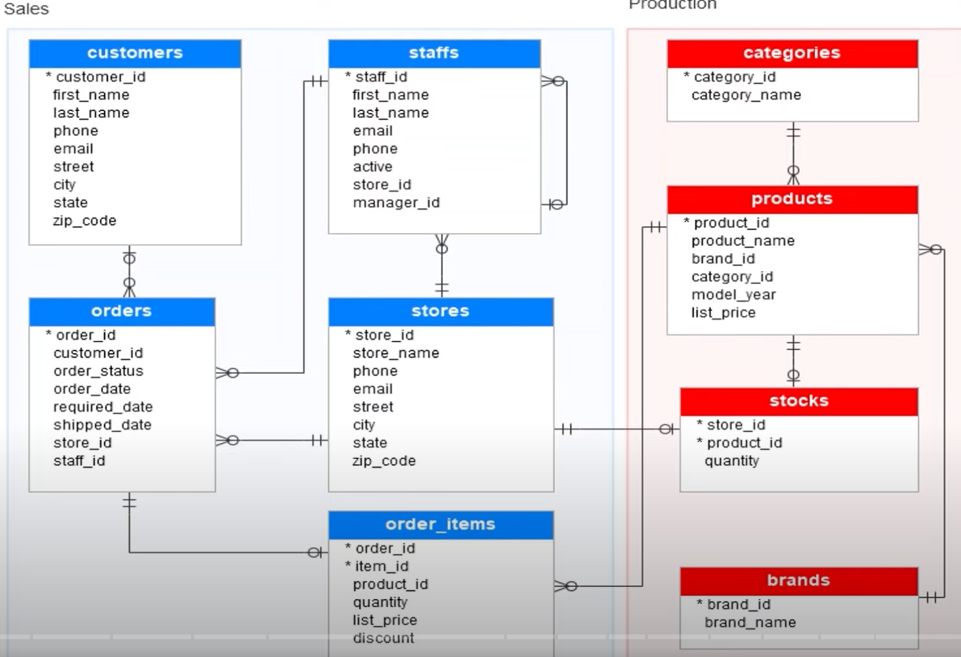 Sales
Production
customers
* customer_id
first_name
last_name
phone
email
street
city
state
zip_code
staffs
* staff_id
first_name
last_name
email
phone
active
store_id
manager_id
categories
* category_id
category_name
products
* product_id
product_name
brand_id
category_id
model_year
list_price
orders
* order_id
customer_id
order_status
order_date
required_date
shipped_date
store_id
staff_id
stores
* store_id
store_name
phone
email
street
city
state
zip_code
stocks
* store_id
* product_id
quantity
order_items
* order_id
* item_id
product_id
quantity
list_price
discount
brands
* brand_id
brand_name